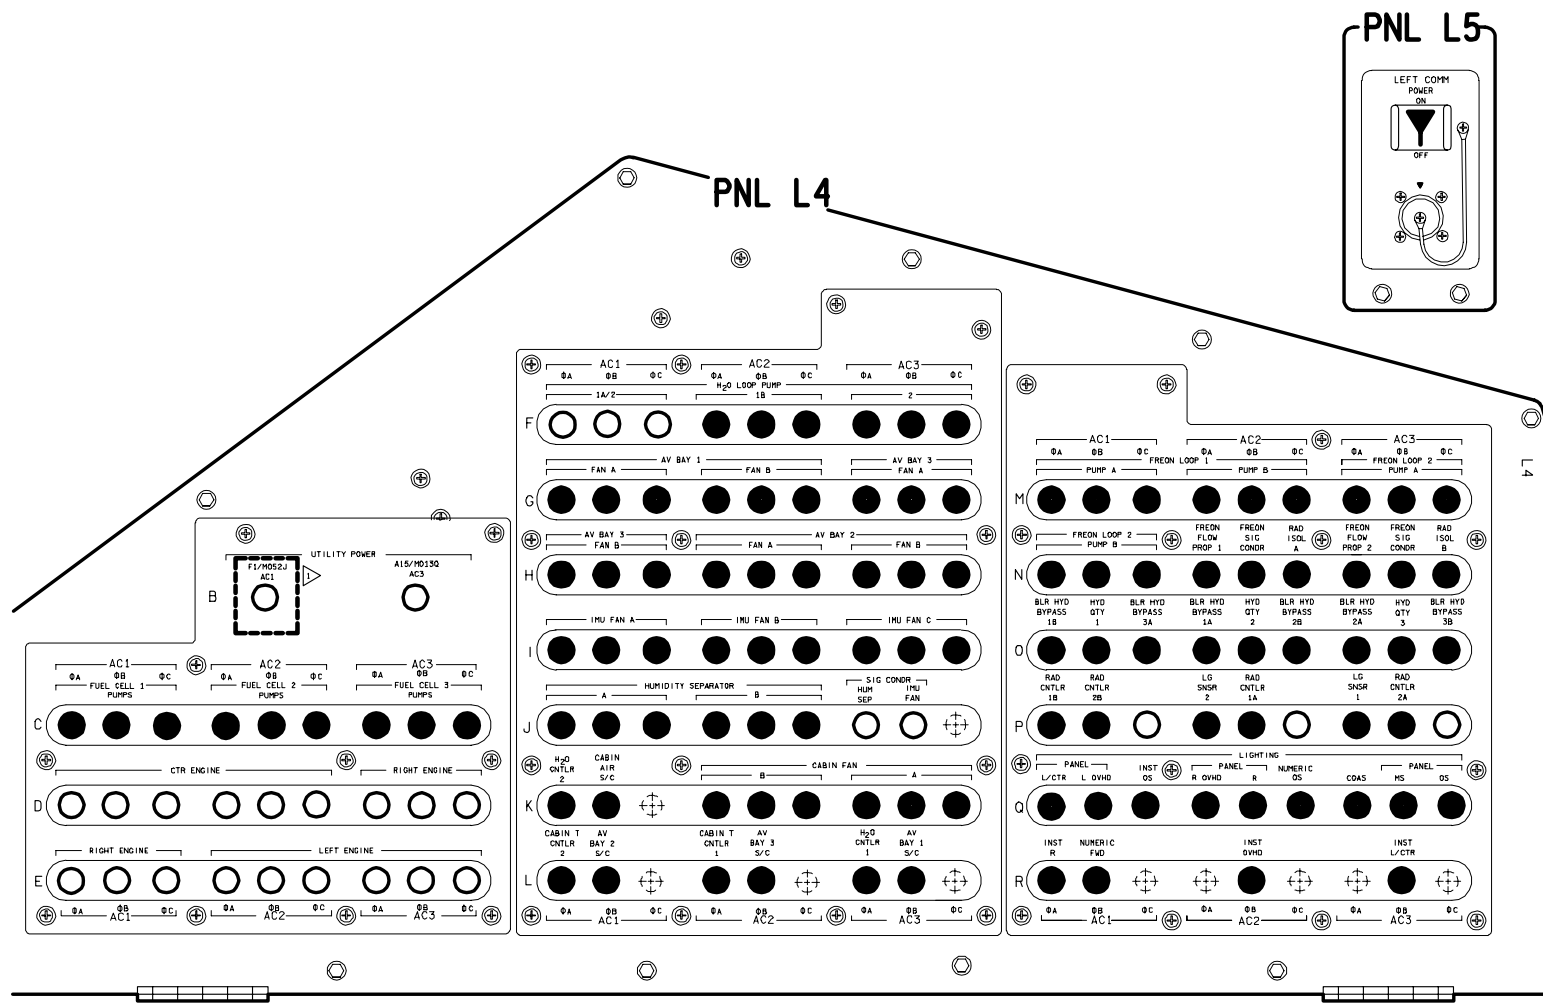 PNL L5
LEFT COMM
POWER
ON
OFF
PNL L4
L4
UTILITY POWER
F1/MO52J A15/MO13Q
AC1 AC3
B
1
AC1 AC2 AC3
ΦA ΦB ΦC ΦA ΦB ΦC ΦA ΦB ΦC
FUEL CELL 1 FUEL CELL 2 FUEL CELL 3
PUMPS PUMPS PUMPS
C
CTR ENGINE RIGHT ENGINE
D
RIGHT ENGINE LEFT ENGINE
E
ΦA ΦB ΦC ΦA ΦB ΦC ΦA ΦB ΦC
AC1 AC2 AC3
AC1 AC2 AC3
ΦA ΦB ΦC ΦA ΦB ΦC ΦA ΦB ΦC
H2O LOOP PUMP
1A/2 1B 2
F
AV BAY 1 AV BAY 3
FAN A FAN B FAN A
G
AV BAY 3 AV BAY 2
FAN B FAN A FAN B
H
IMU FAN A IMU FAN B IMU FAN C
I
HUMIDITY SEPARATOR SIG CONDR
A B HUM IMU
SEP FAN
J
H2O CABIN CABIN FAN
CNTLR AIR B A
2 S/C
K
CABIN T AV CABIN T AV H2O AV
CNTLR BAY 2 CNTLR BAY 3 CNTLR BAY 1
2 S/C 1 S/C 1 S/C
L
ΦA ΦB ΦC ΦA ΦB ΦC ΦA ΦB ΦC
AC1 AC2 AC3
AC1 AC2 AC3
ΦA ΦB ΦC ΦA ΦB ΦC ΦA ΦB ΦC
FREON LOOP 1 FREON LOOP 2
PUMP A PUMP B PUMP A
M
FREON LOOP 2 FREON FREON RAD FREON FREON RAD
PUMP B FLOW SIG ISOL FLOW SIG ISOL
PROP 1 CONDR A PROP 2 CONDR B
N
BLR HYD HYD BLR HYD BLR HYD HYD BLR HYD BLR HYD HYD BLR HYD
BYPASS QTY BYPASS BYPASS QTY BYPASS BYPASS QTY BYPASS
1B 1 3A 1A 2 2B 2A 3 3B
O
RAD RAD LG RAD LG RAD
CNTLR CNTLR SNSR CNTLR SNSR CNTLR
1B 2B 2 1A 1 2A
P
LIGHTING
PANEL INST PANEL NUMERIC PANEL
L/CTR L OVHD OS R OVHD R OS COAS MS OS
Q
INST NUMERIC INST INST
R FWD OVHD L/CTR
R
ΦA ΦB ΦC ΦA ΦB ΦC ΦA ΦB ΦC
AC1 AC2 AC3